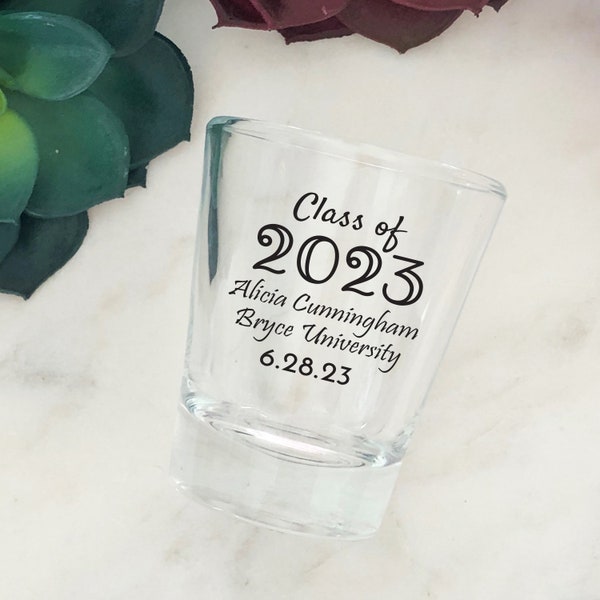 Class of
2023
Alicia Cunningham
Bryce University
6.28.23